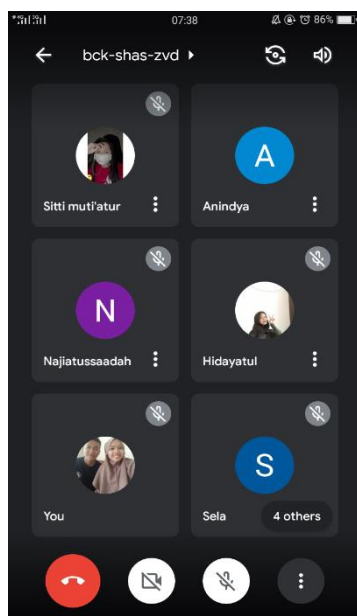 07:38
86%
bck-shas-zvd
Sitti muti'atur
A
Anindya
N
Najiatussaadah
Hidayatul
You
S
Sela
4 others